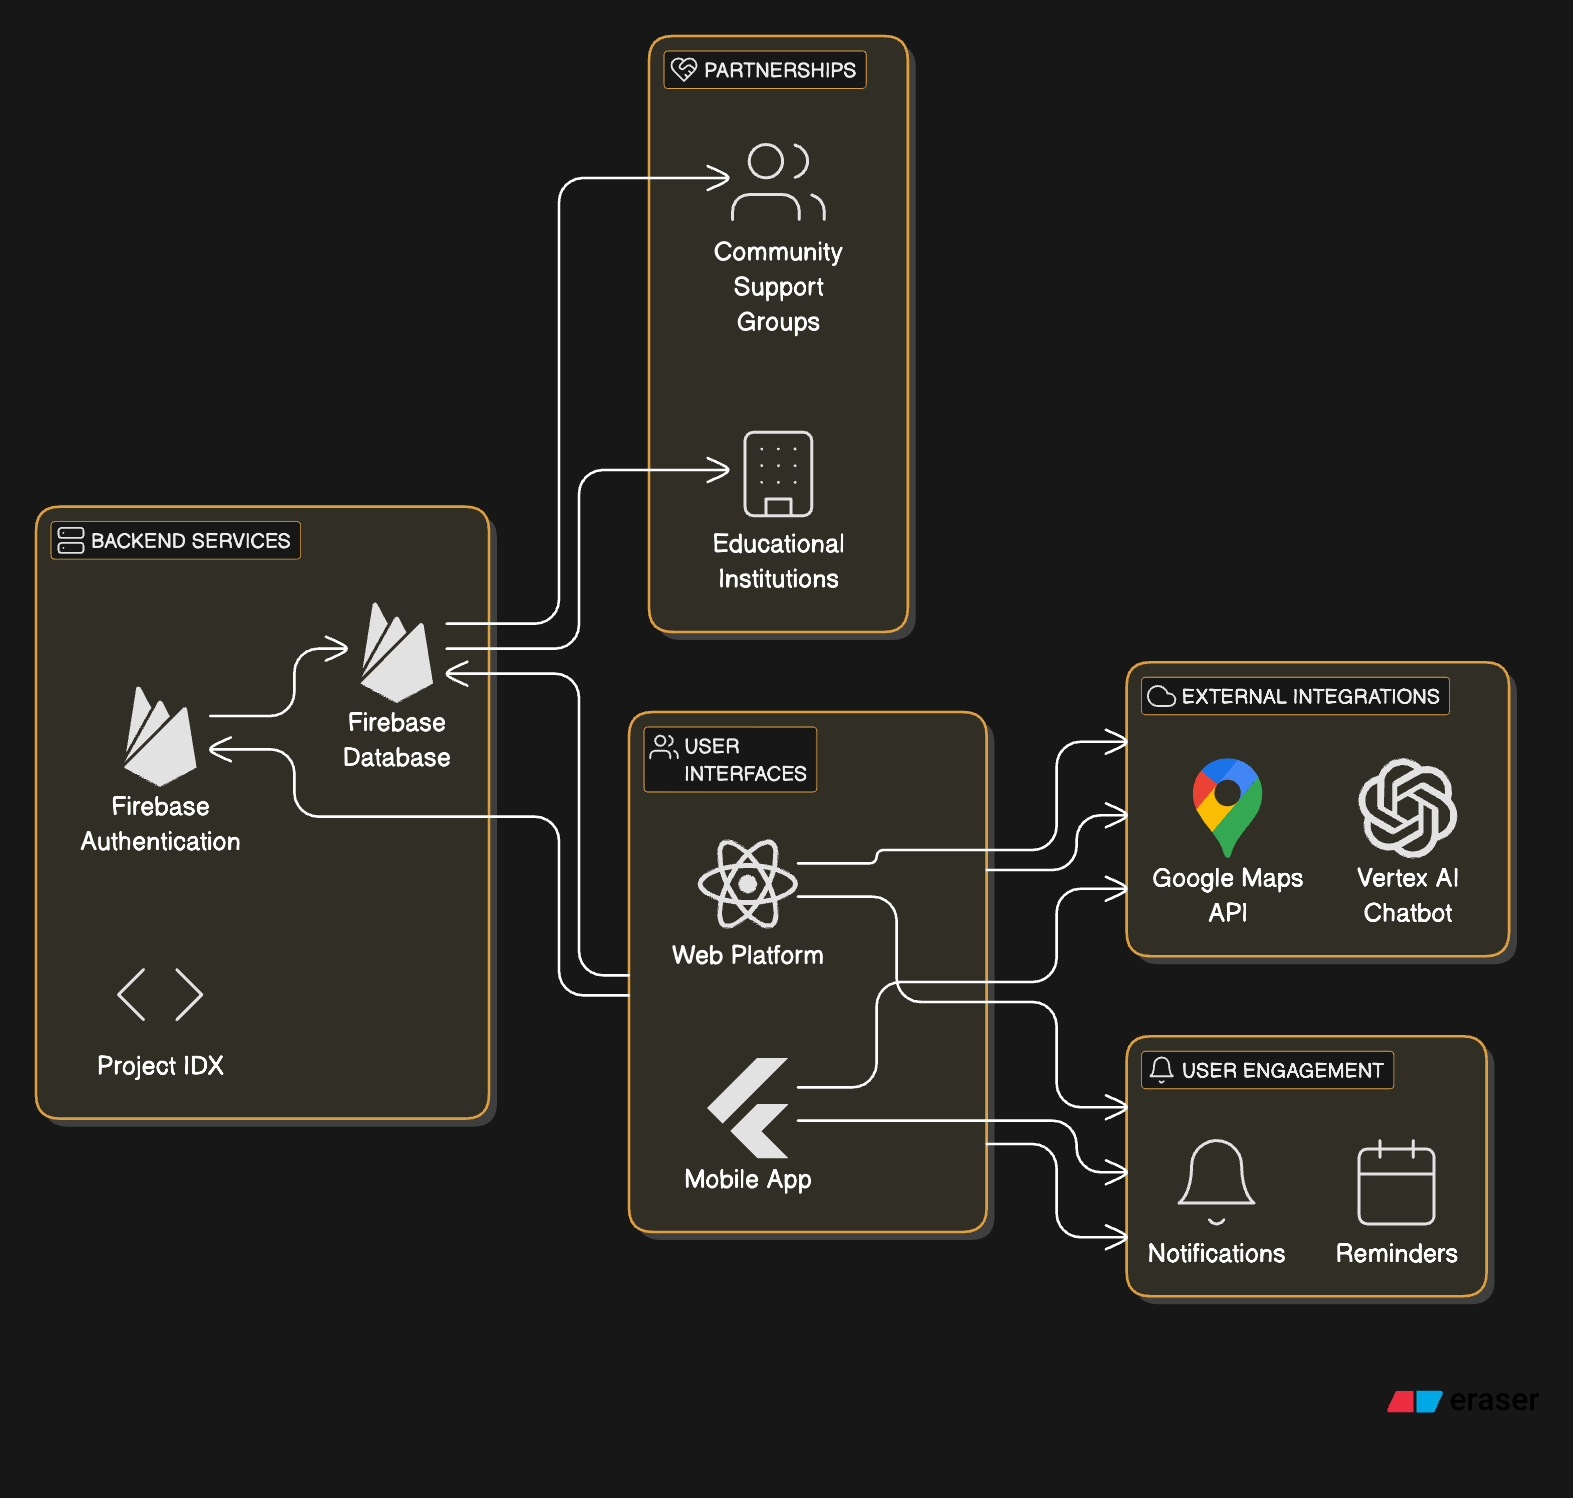 PARTNERSHIPS
Community
Support
Groups
Educational
Institutions
BACKEND SERVICES
Firebase
Database
Firebase
Authentication
Project IDX
USER
INTERFACES
Web Platform
Mobile App
EXTERNAL INTEGRATIONS
Google Maps
API
Vertex AI
Chatbot
USER ENGAGEMENT
Notifications
Reminders
eraser